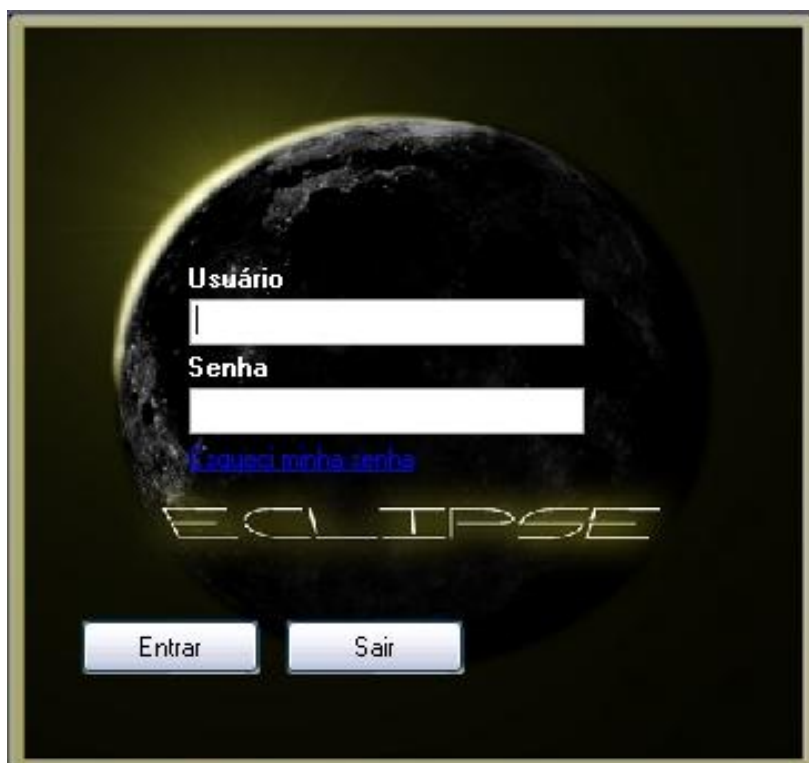 Usuário
Senha
Esqueci minha senha
ECLIPSE
Entrar
Sair